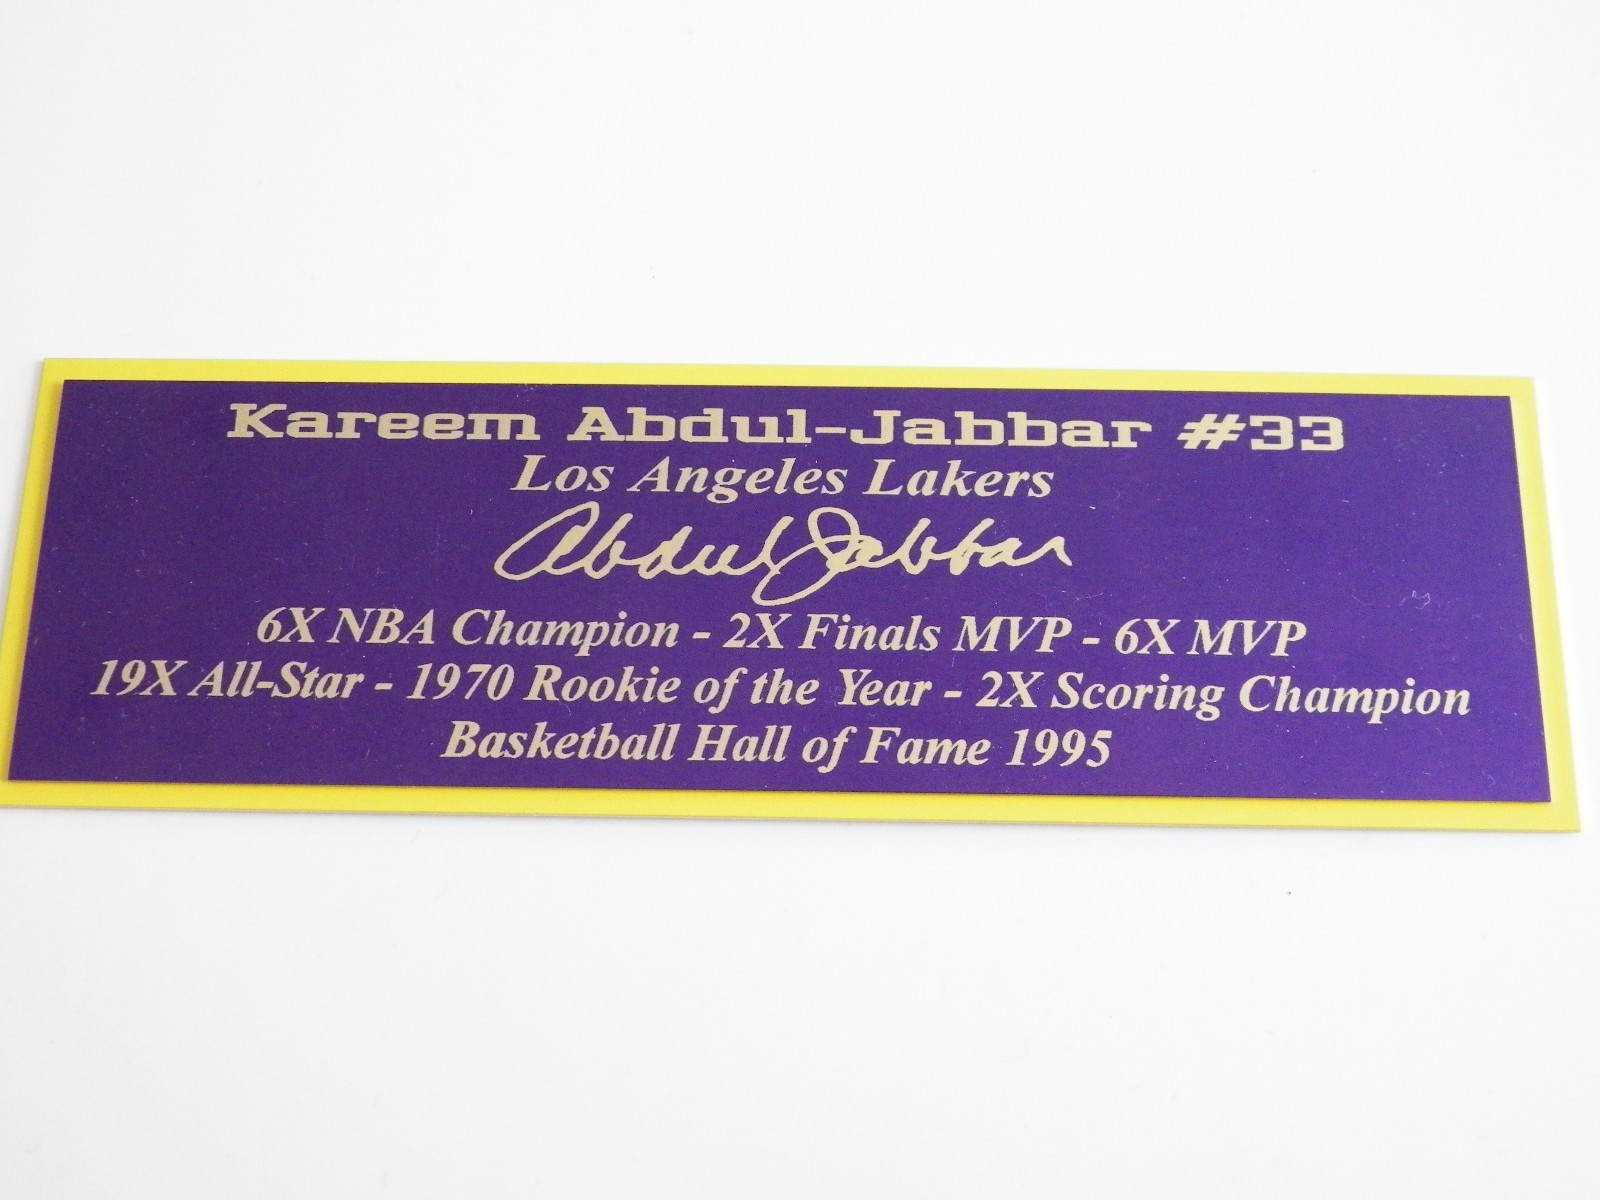 Kareem Abdul-Jabbar #33
Los Angeles Lakers
Abdul Jabbar
6X NBA Champion - 2X Finals MVP - 6X MVP
19X All-Star - 1970 Rookie of the Year - 2X Scoring Champion
Basketball Hall of Fame 1995